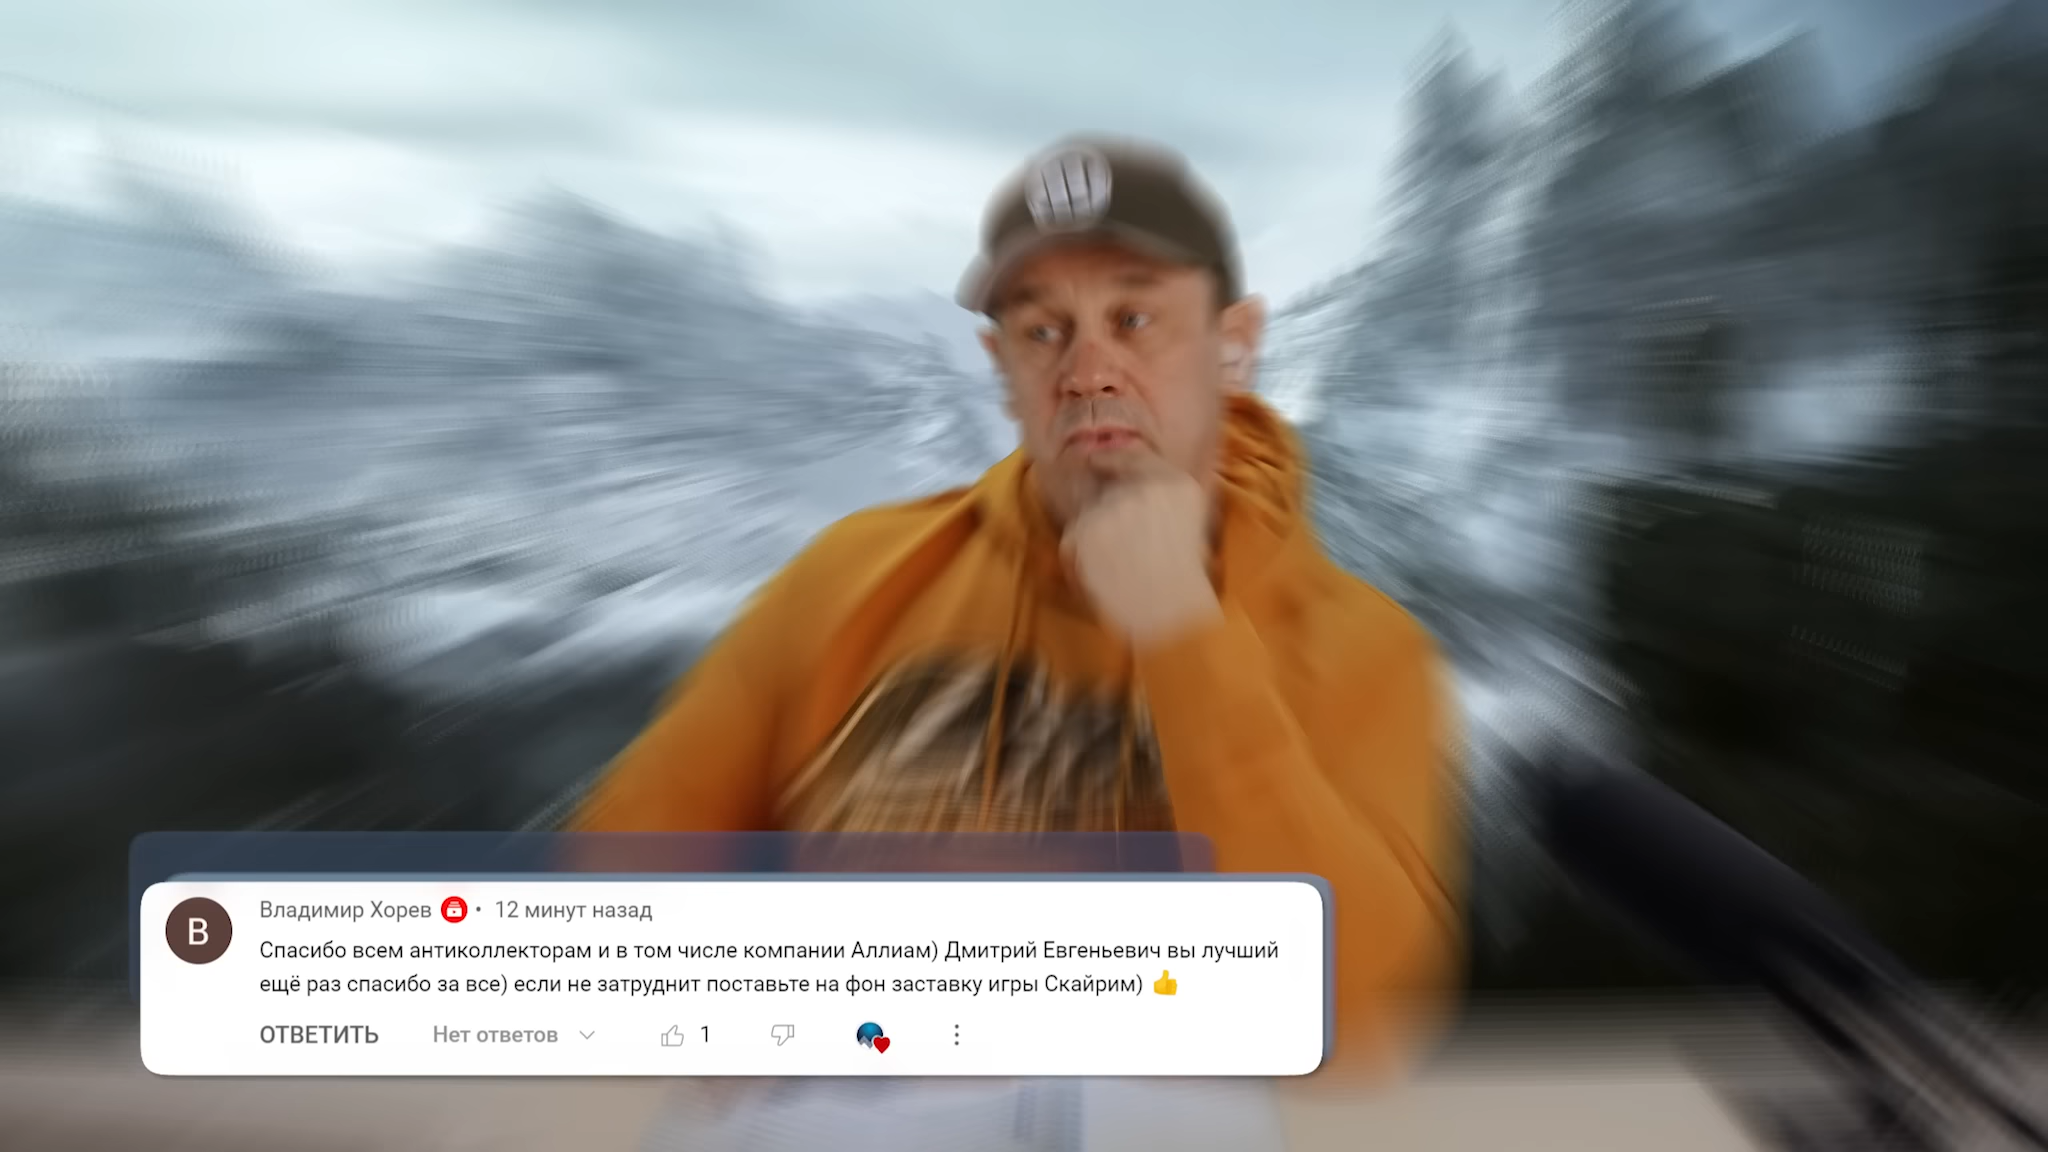 В
Владимир Хорев • 12 минут назад
Спасибо всем антиколлекторам и в том числе компании Аллиам) Дмитрий Евгеньевич вы лучший
ещё раз спасибо за все) если не затруднит поставьте на фон заставку игры Скайрим) 👍
ОТВЕТИТЬ Нет ответов 1